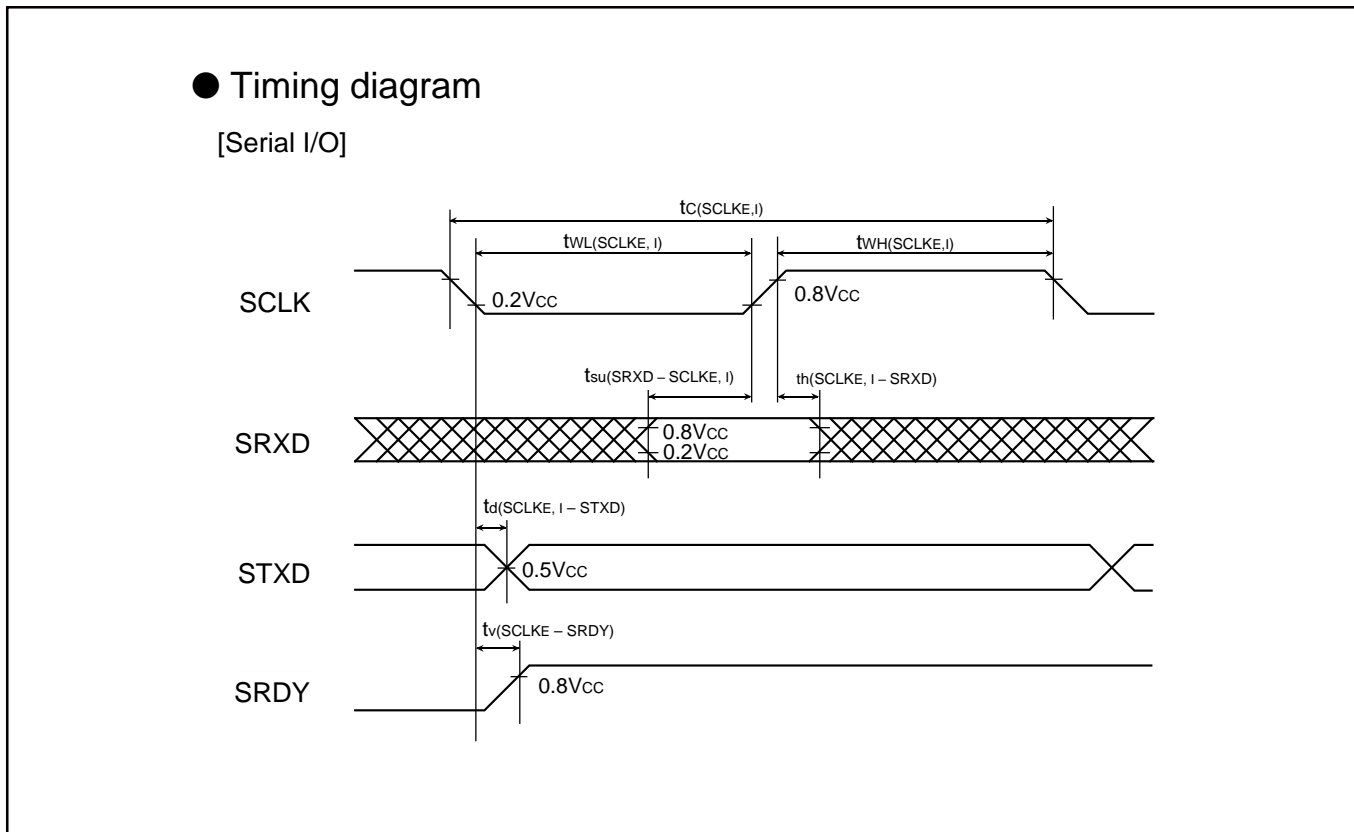 ● Timing diagram
[Serial I/O]
tC(SCLKE,I)
tWL(SCLKE, I)
tWH(SCLKE,I)
SCLK
0.2VCC
0.8VCC
tsu(SRXD – SCLKE, I)
th(SCLKE, I – SRXD)
SRXD
0.8VCC
0.2VCC
td(SCLKE, I – STXD)
STXD
0.5VCC
tv(SCLKE – SRDY)
SRDY
0.8VCC